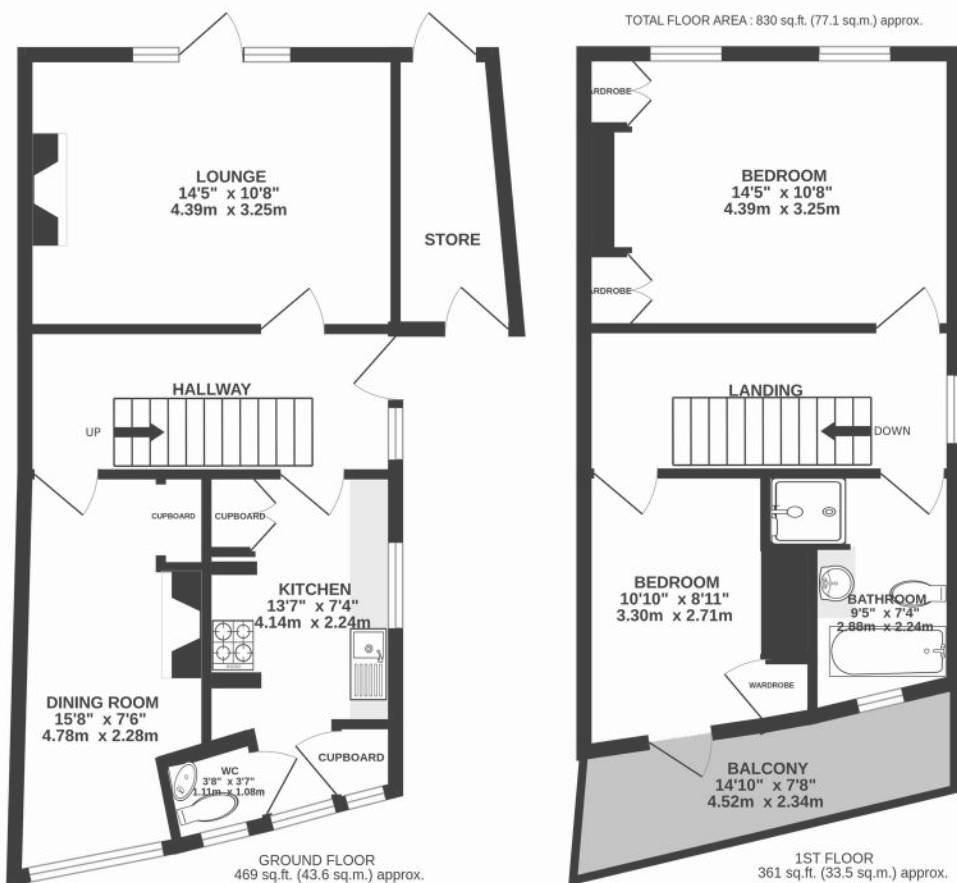 TOTAL FLOOR AREA : 830 sq.ft. (77.1 sq.m.) approx.
LOUNGE
14'5" x 10'8"
4.39m x 3.25m
STORE
HALLWAY
UP
CUPBOARD
CUPBOARD
KITCHEN
13'7" x 7'4"
4.14m x 2.24m
DINING ROOM
15'8" x 7'6"
4.78m x 2.28m
WC
3'8" x 3'7"
1.11m x 1.08m
CUPBOARD
GROUND FLOOR
469 sq.ft. (43.6 sq.m.) approx.
ARDROBE
BEDROOM
14'5" x 10'8"
4.39m x 3.25m
ARDROBE
LANDING
DOWN
BEDROOM
10'10" x 8'11"
3.30m x 2.71m
BATHROOM
9'5" x 7'4"
2.88m x 2.24m
WARDROBE
BALCONY
14'10" x 7'8"
4.52m x 2.34m
1ST FLOOR
361 sq.ft. (33.5 sq.m.) approx.